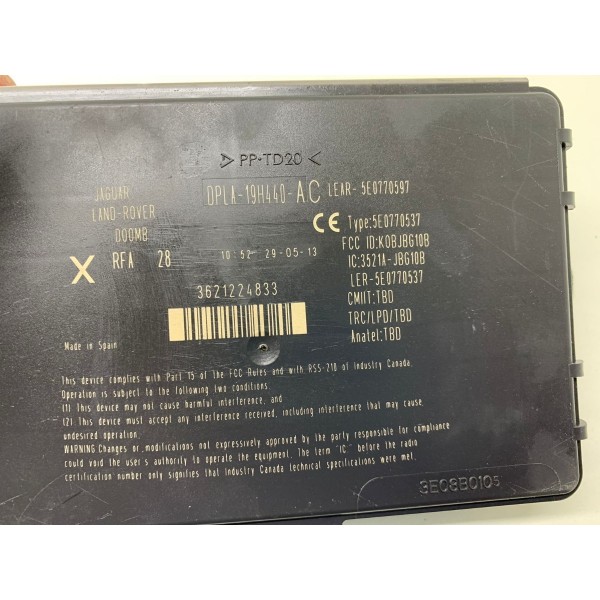 > PP-TD20 <
JAGUAR
LAND-ROVER
DOOMB
X RFA 28
DPLA-19H440-AC LEAR- 5E0770597
10:52 29-05-13
3621224833
CE Type:5E0770537
FCC ID:KOBJBG10B
IC:3521A-JBG10B
LER-5E0770537
CMIIT:TBD
TRC/LPD/TBD
Anatel:TBD
Made in Spain
This device complies with Part 15 of the FCC Rules and with RSS-210 of Industry Canada.
Operation is subject to the following two conditions:
(1) This device may not cause harmful interference, and
(2) This device must accept any interference received, including interference that may cause,
undesired operation.
WARNING Changes or modifications not expressively approved by the party responsible for compliance
could void the user's authority to operate the equipment. The term "IC:" before the radio
certification number only signifies that Industry Canada technical specifications were met.
3E08B0105